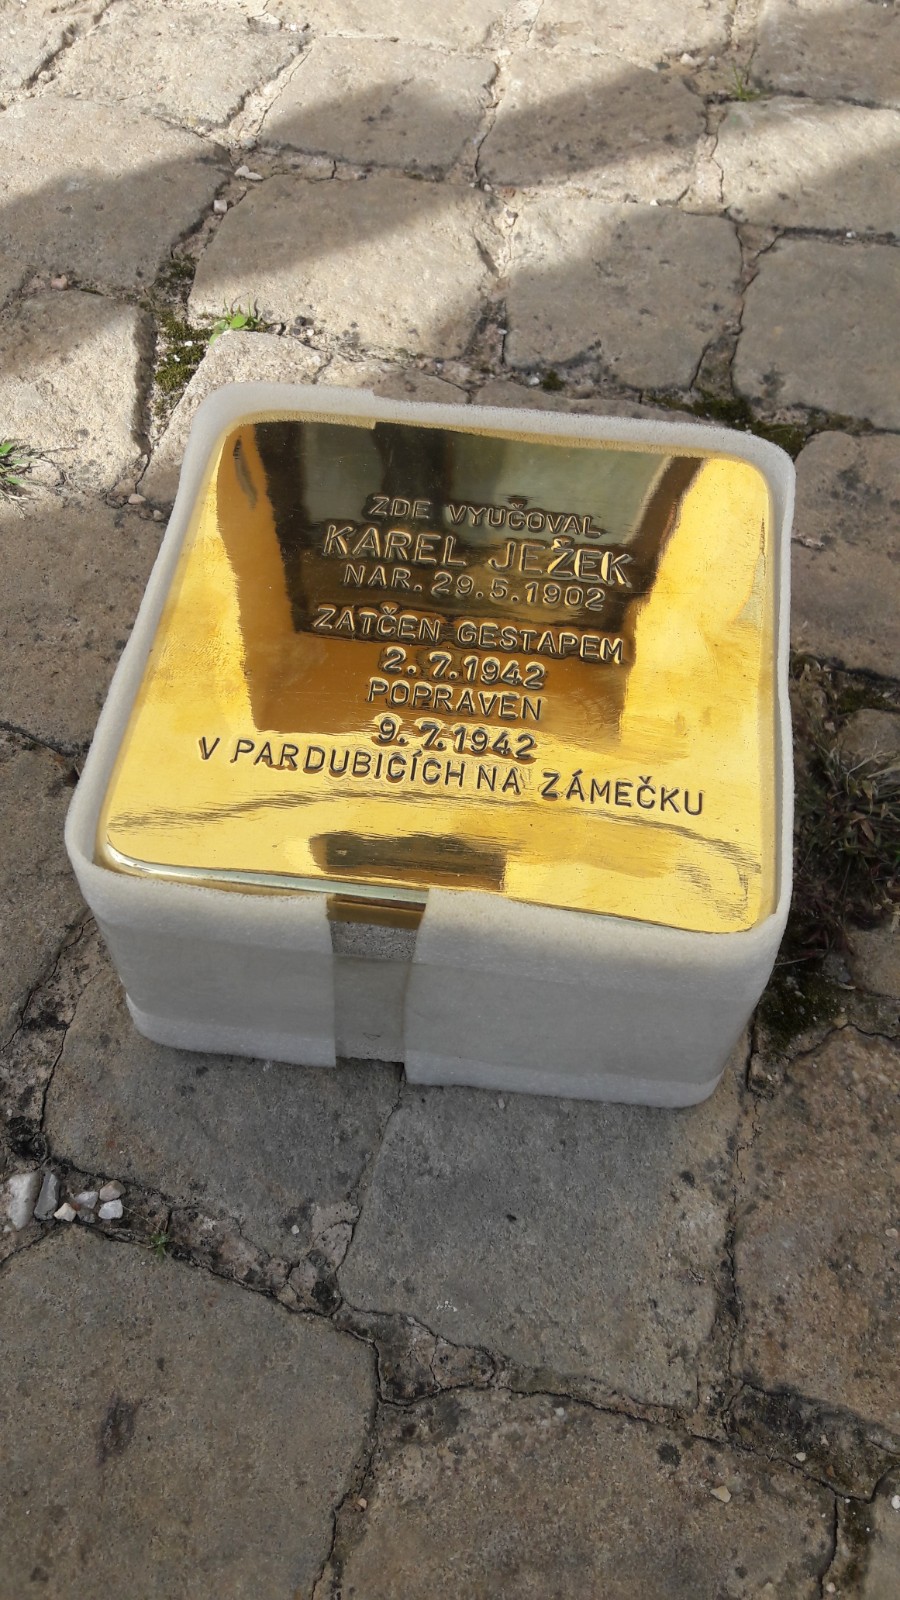 ZDE VYUČOVAL
KAREL JEŽEK
NAR. 29.5.1902
ZATČEN GESTAPEM
2. 7.1942
POPRAVEN
9. 7.1942
V PARDUBICÍCH NA ZÁMEČKU